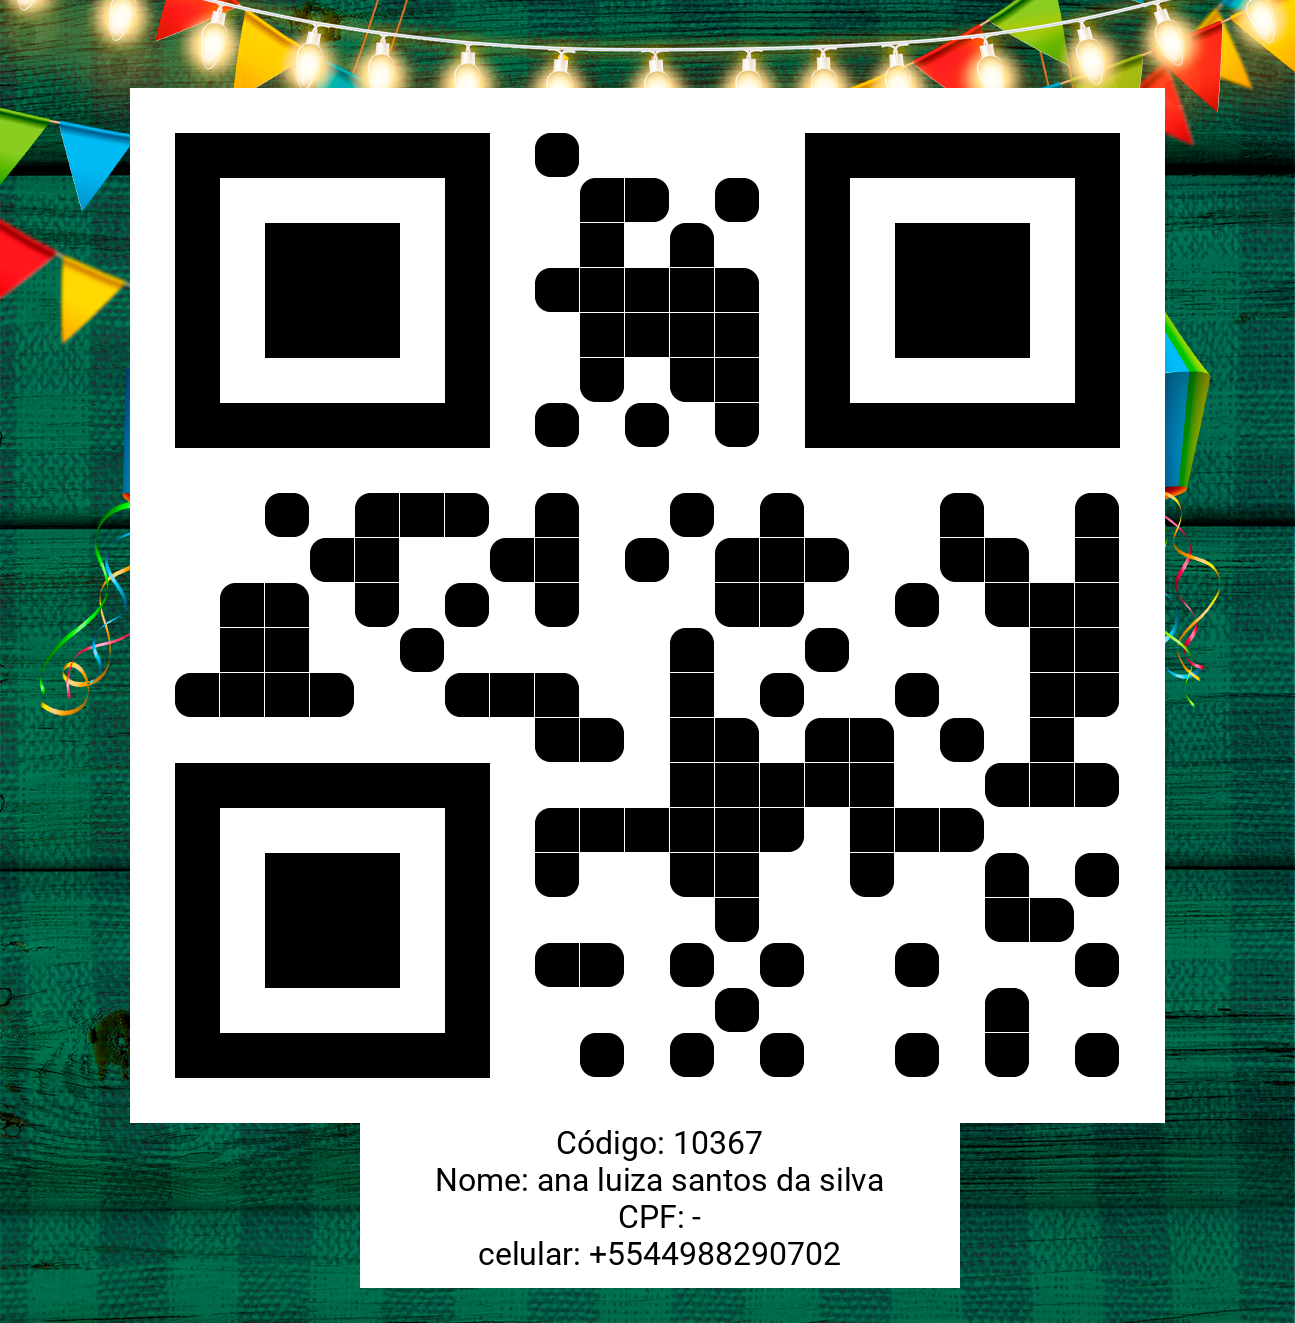 Código: 10367
Nome: ana luiza santos da silva
CPF: -
celular: +5544988290702